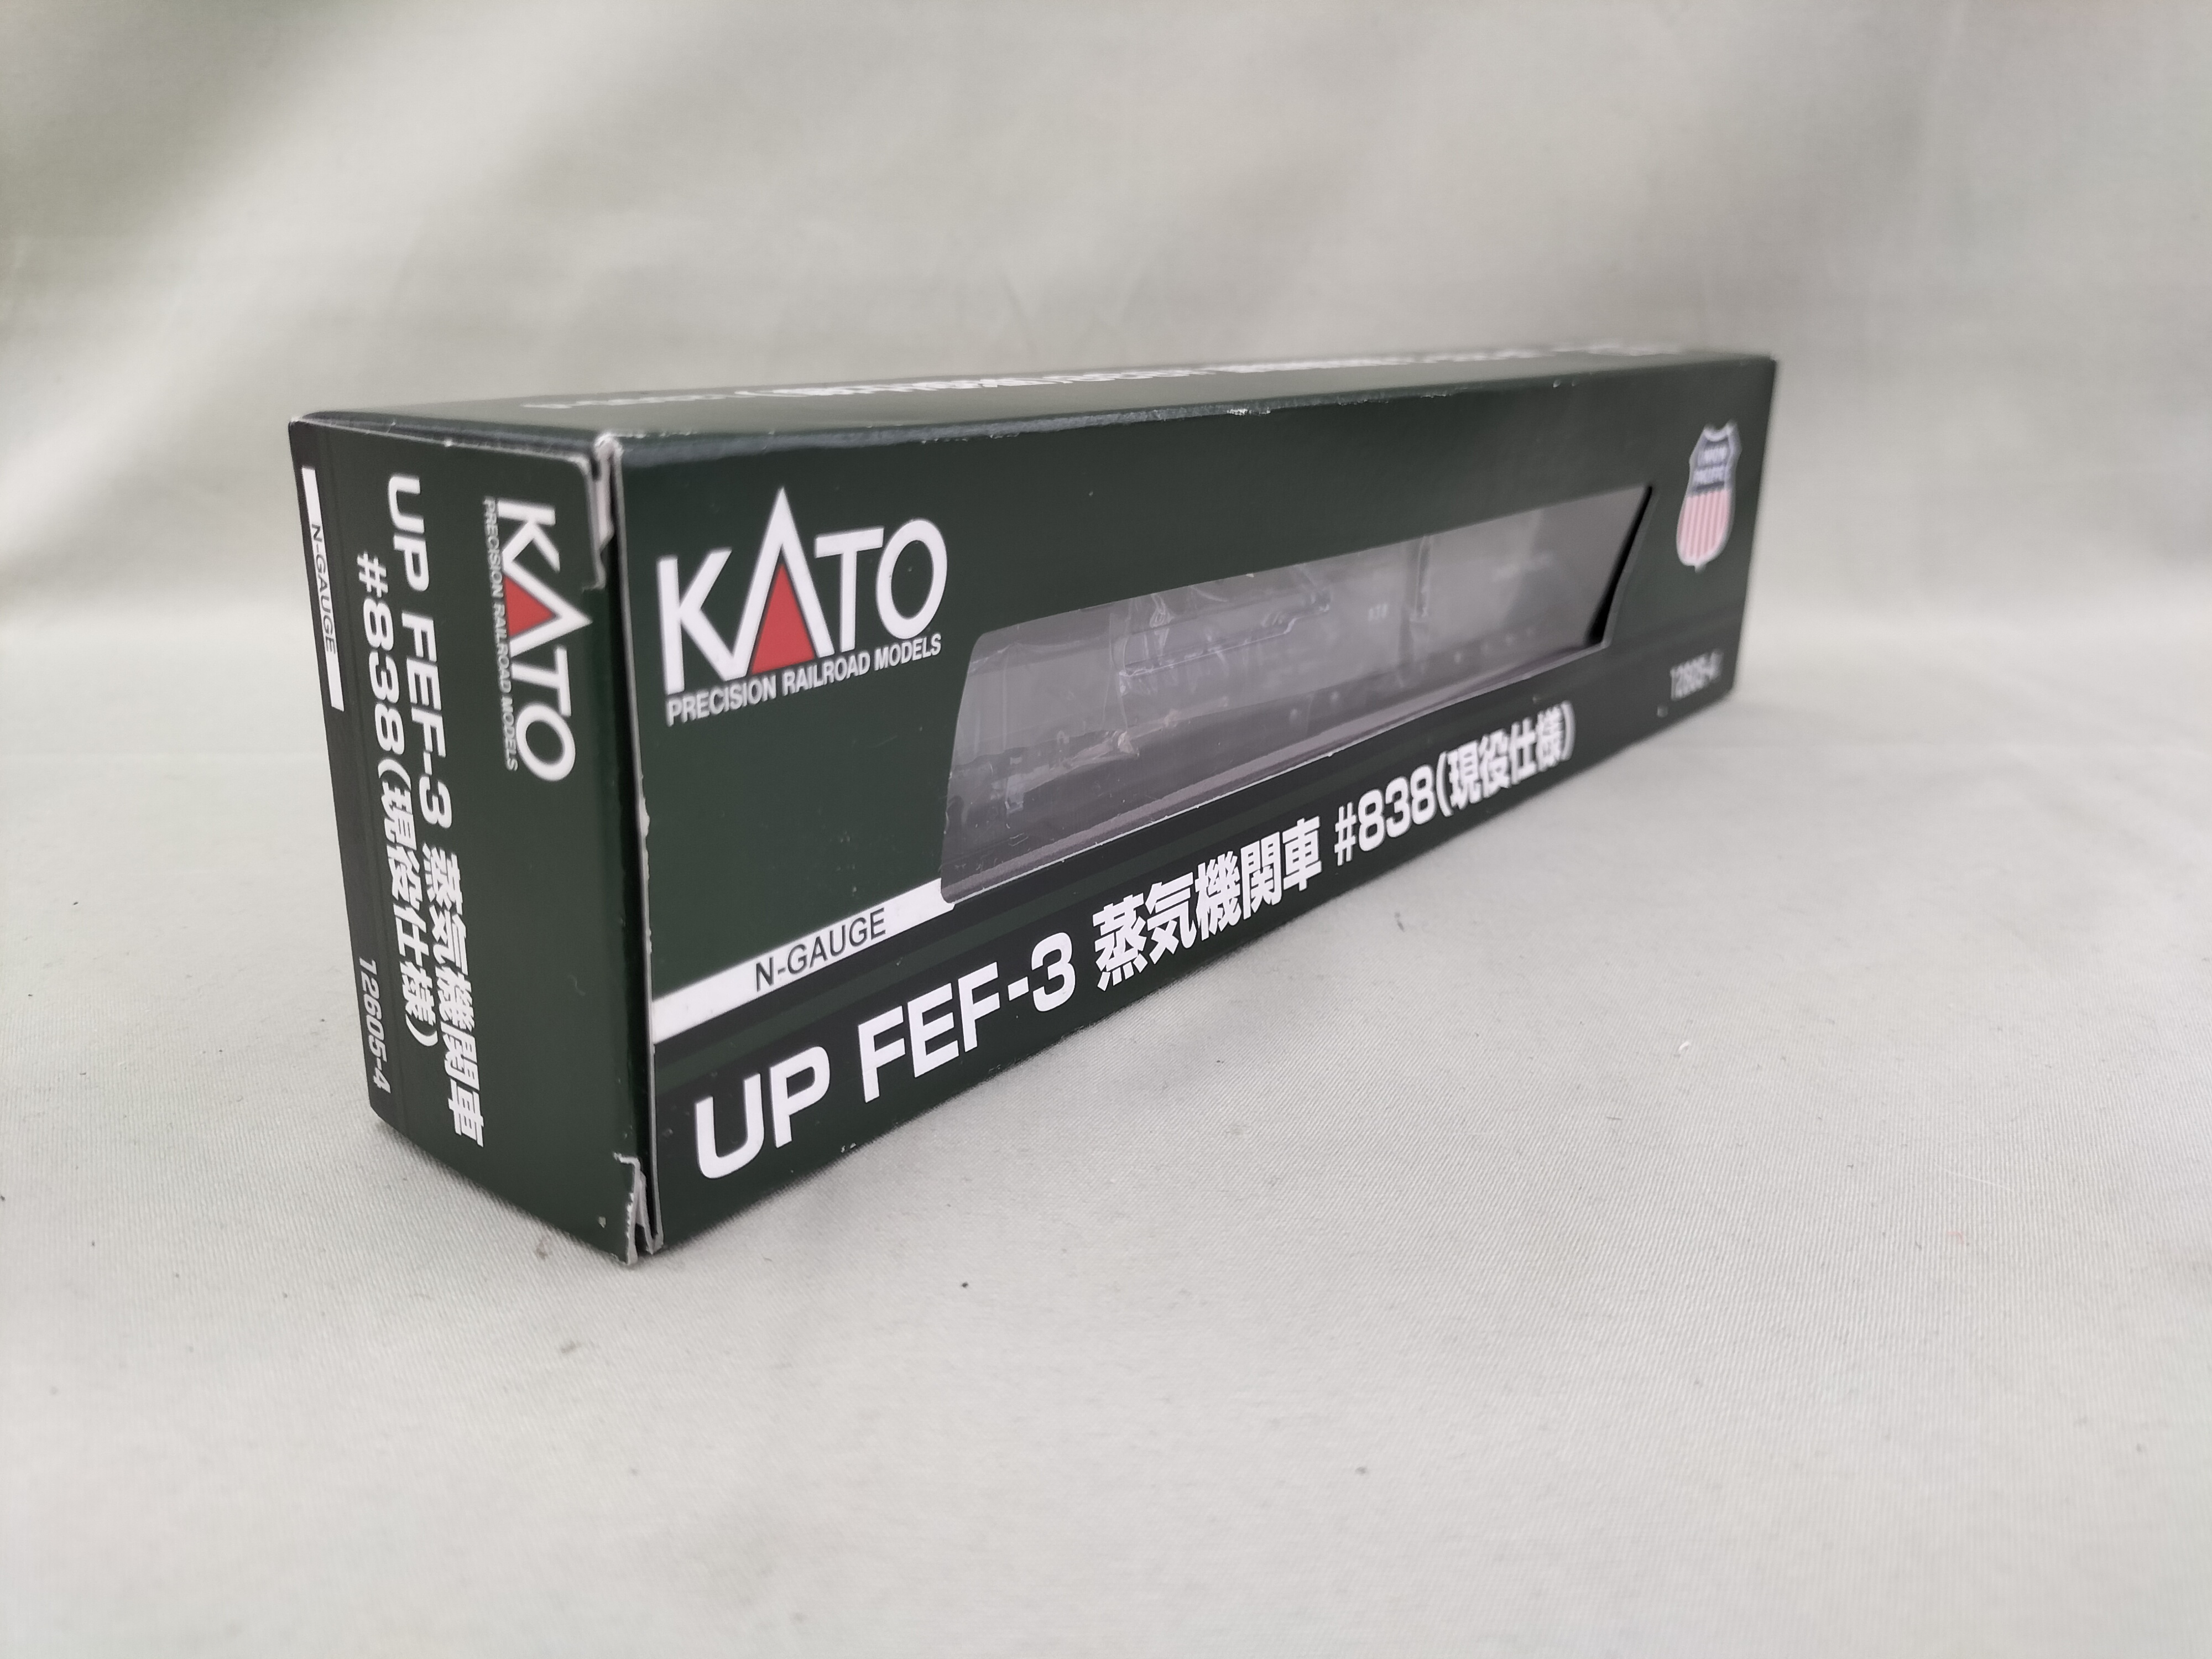 KATO
PRECISION RAILROAD MODELS
UP FEF-3 蒸気機関車
#838(現役仕様)
N-GAUGE
12605-4
KATO
PRECISION RAILROAD MODELS
N-GAUGE
UP FEF-3 蒸気機関車 #838(現役仕様)
UNION
PACIFIC
12605-4